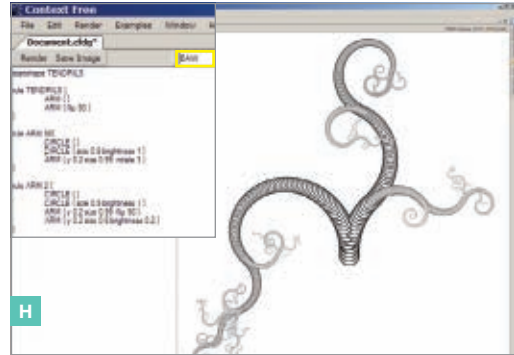 Context Free
File Edit Render Examples Window
Document.cfdg*
Render Save Image
startshape TENDRILS
rule TENDRILS {
ARM { }
ARM { flip 90 }
}
rule ARM
CIRCLE { }
CIRCLE { size 0.9 brightness 1 }
ARM { y 0.2 size 0.99 rotate 3 }
rule ARM 2 {
CIRCLE { }
CIRCLE { size 0.9 brightness 1 }
ARM { y 0.2 size 0.99 flip 90 }
ARM { y 0.2 size 0.6 brightness 0.2 }
}
H